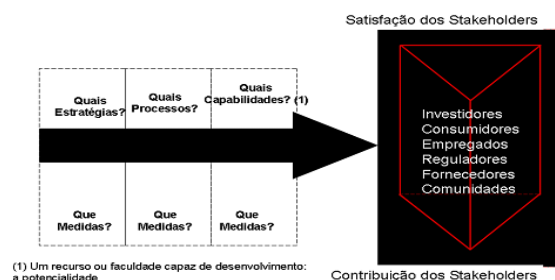 Satisfação dos Stakeholders
Quais
Estratégias?
Quais
Processos?
Quais
Capabilidades? (1)
Investidores
Consumidores
Empregados
Reguladores
Fornecedores
Comunidades
Que
Medidas?
Que
Medidas?
Que
Medidas?
(1) Um recurso ou faculdade capaz de desenvolvimento:
a potencialidade
Contribuição dos Stakeholders